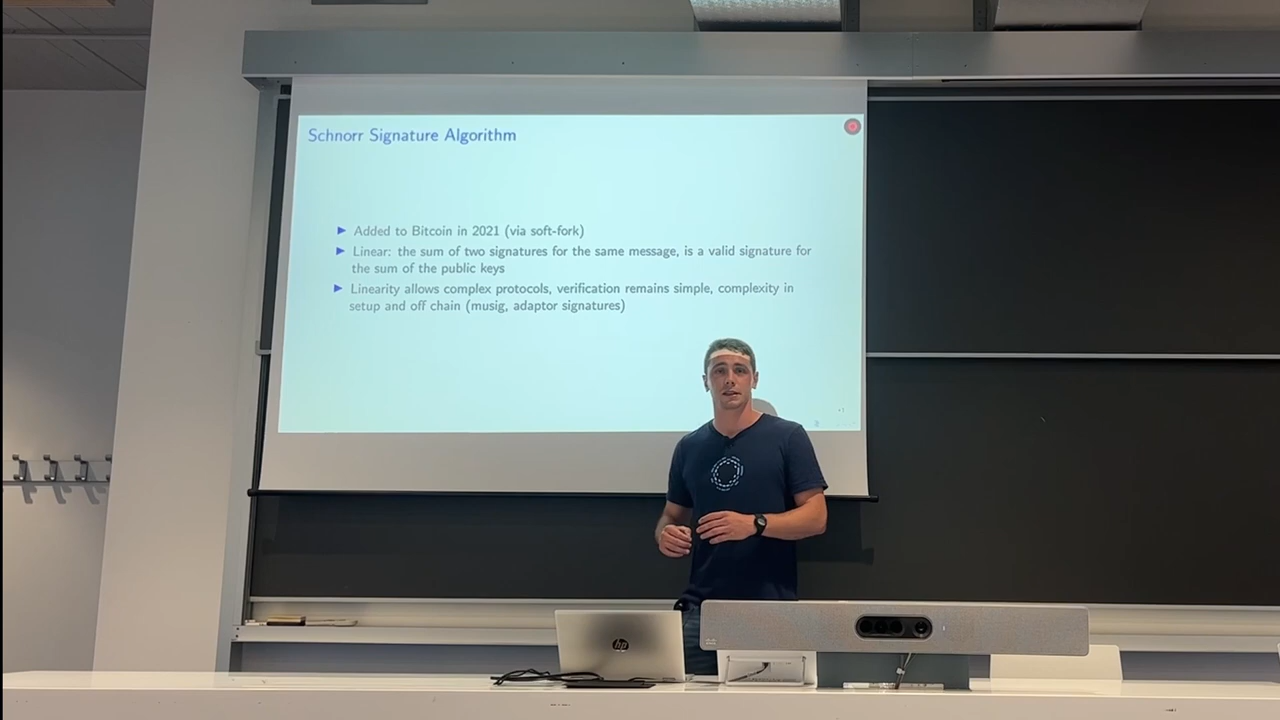 Schnorr Signature Algorithm
Added to Bitcoin in 2021 (via soft-fork)
Linear: the sum of two signatures for the same message, is a valid signature for
the sum of the public keys
Linearity allows complex protocols, verification remains simple, complexity in
setup and off chain (musig, adaptor signatures)
hp